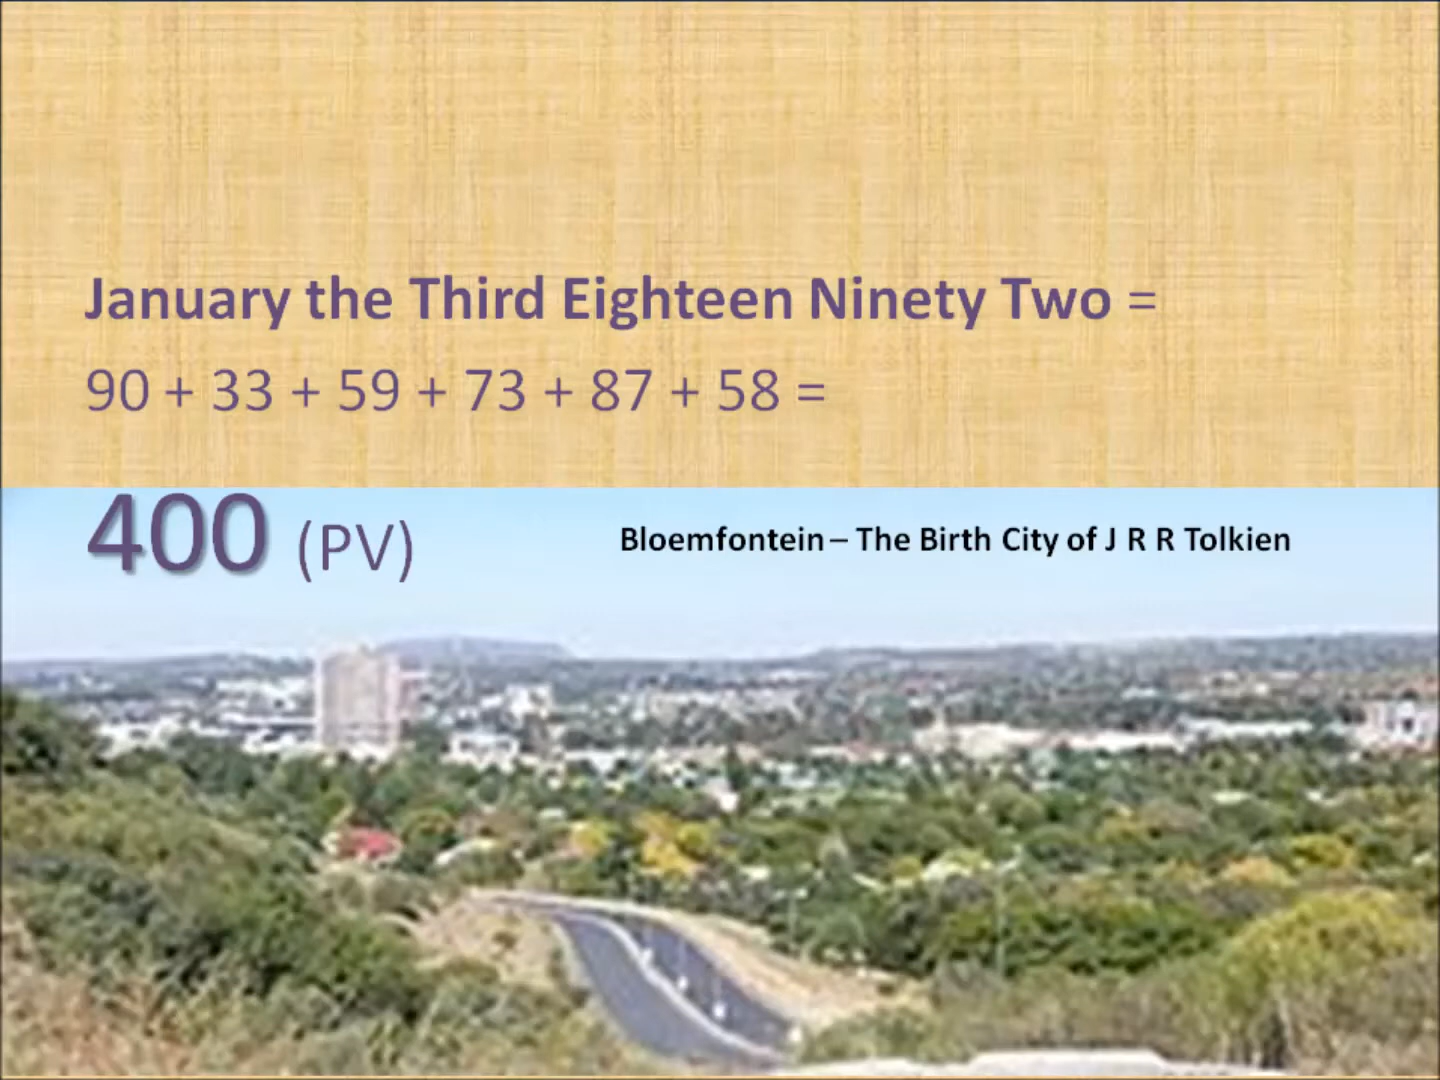 January the Third Eighteen Ninety Two =
90 + 33 + 59 + 73 + 87 + 58 =
400 (PV)
Bloemfontein – The Birth City of J R R Tolkien